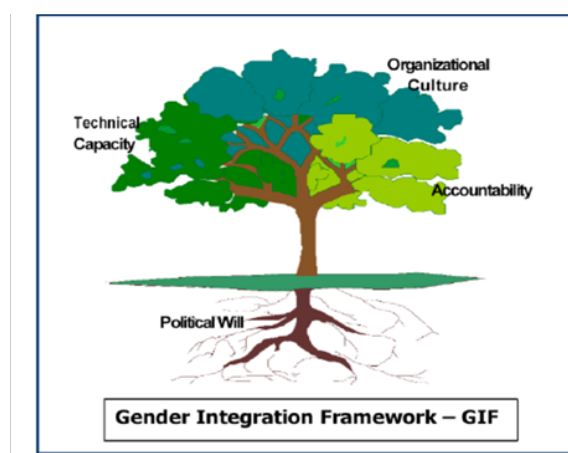 Organizational
Culture
Technical
Capacity
Accountability
Political Will
Gender Integration Framework – GIF